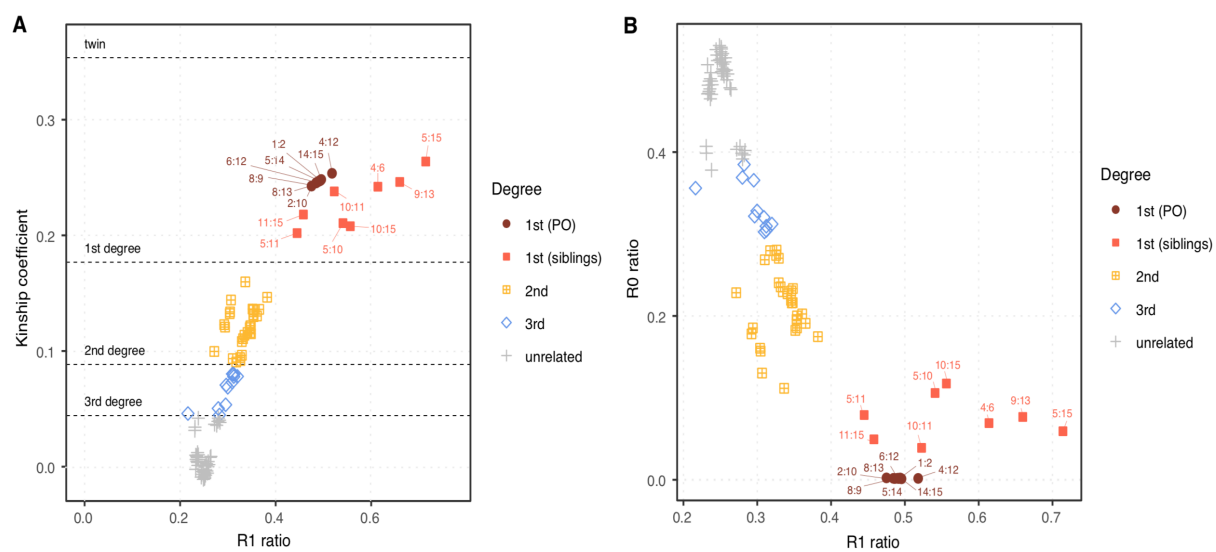 A
twin
0.3
4:12
5:15
1:2
14:15
5:14
6:12
4:6
8:9
8:13
9:13
2:10
10:11
11:15
10:15
5:10
5:11
0.2
1st degree
0.1
2nd degree
3rd degree
0.0
0.0
0.2
0.4
0.6
R1 ratio
Kinship coefficient
Degree
1st (PO)
1st (siblings)
2nd
3rd
unrelated
B
0.4
0.2
0.0
10:15
5:10
5:11
9:13
5:15
4:6
10:11
11:15
6:12
1:2
8:13
2:10
4:12
8:9
5:14
14:15
0.2
0.3
0.4
0.5
0.6
0.7
R1 ratio
R0 ratio
Degree
1st (PO)
1st (siblings)
2nd
3rd
unrelated